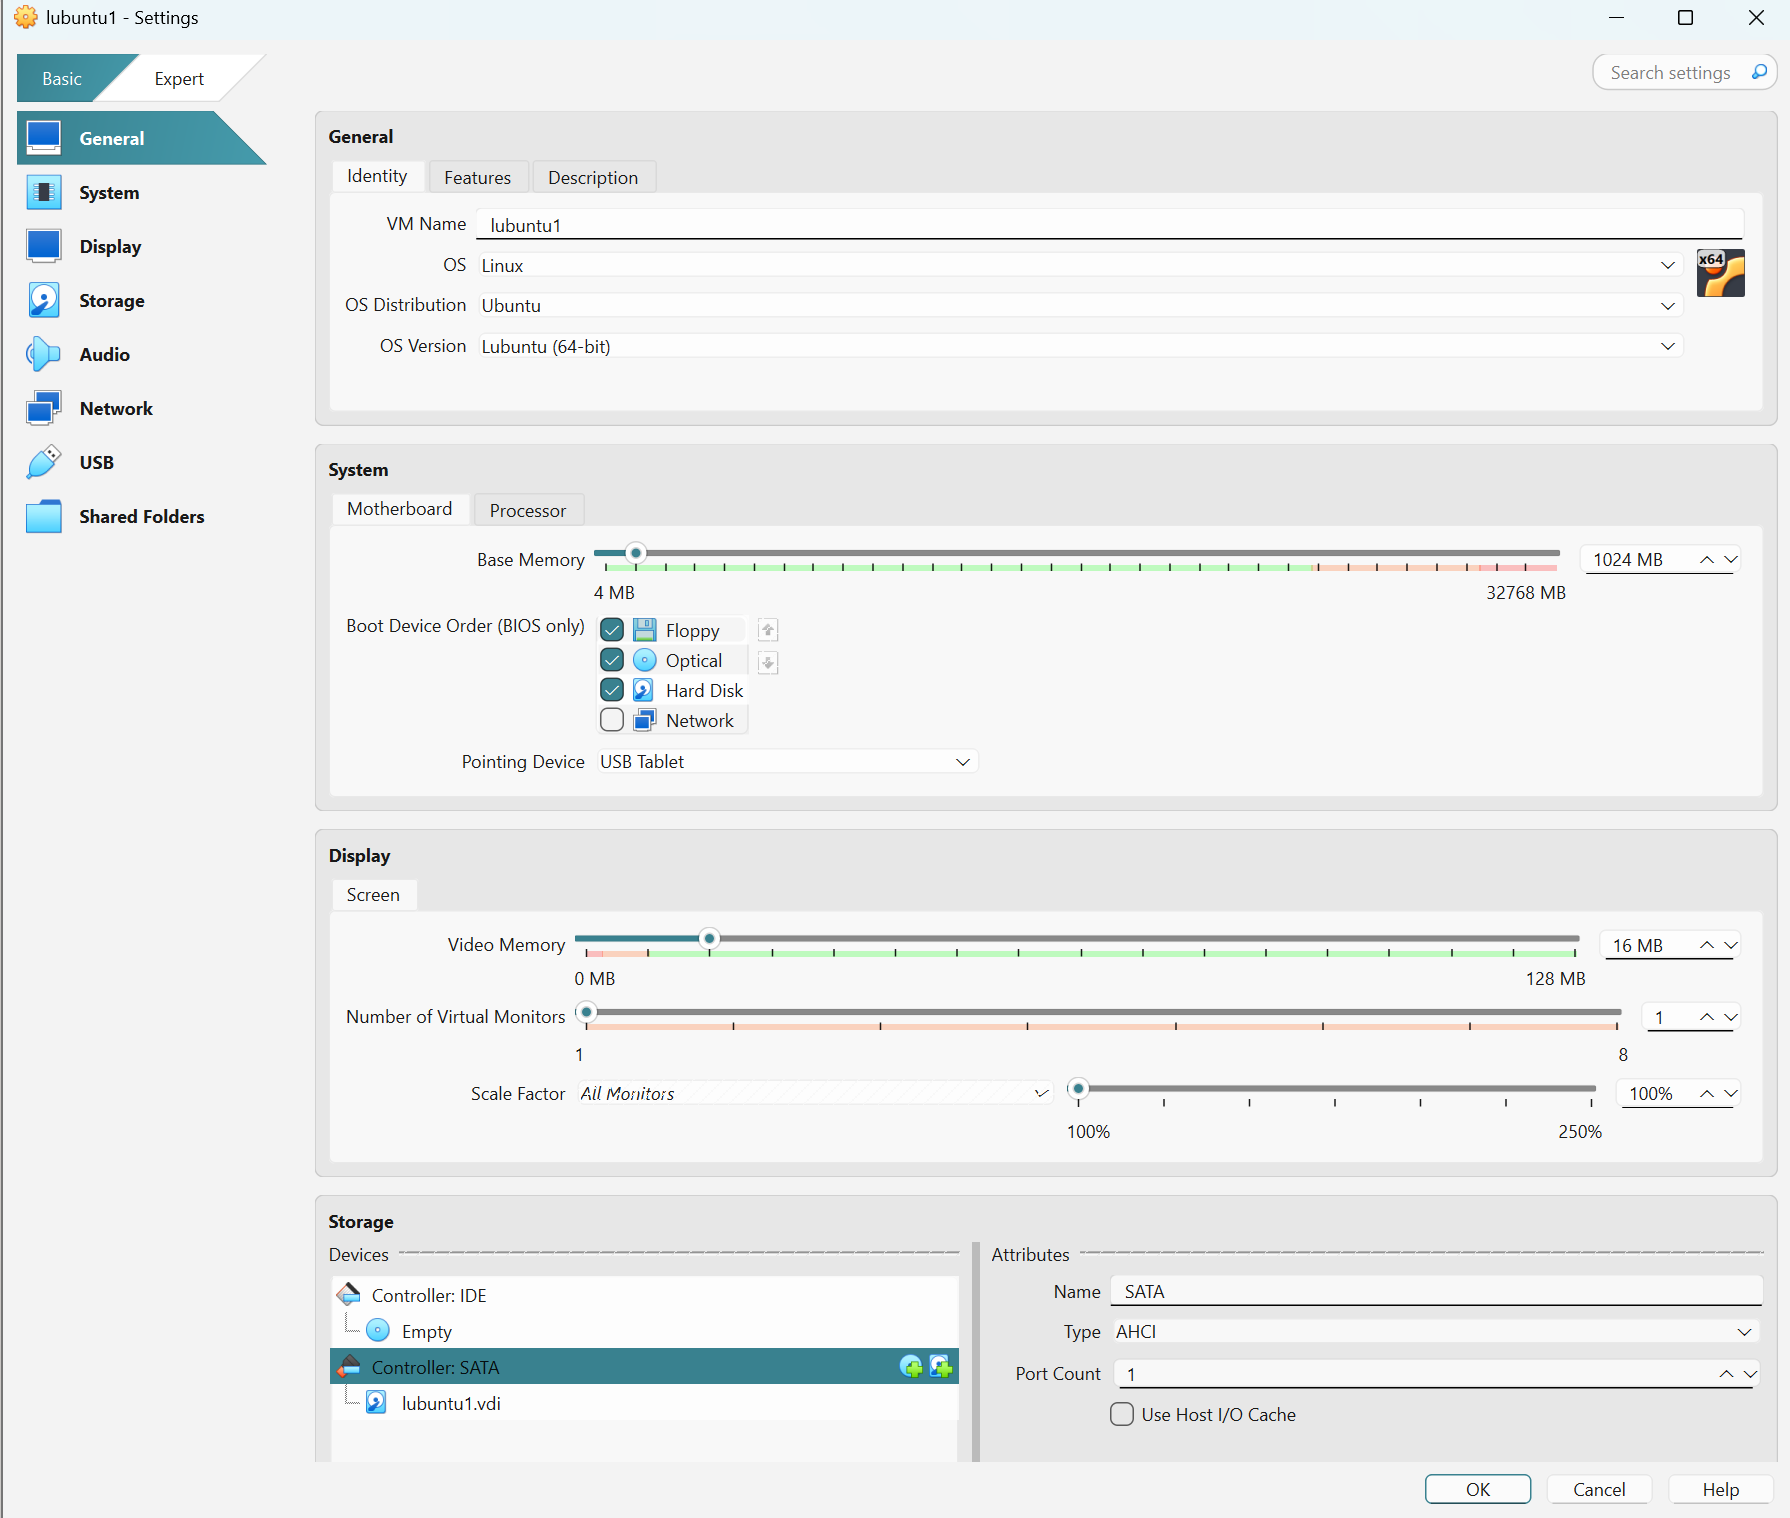 lubuntu1 - Settings
Basic
Expert
Search settings
General
System
Display
Storage
Audio
Network
USB
Shared Folders
General
Identity
Features
Description
VM Name
lubuntu1
OS
Linux
x64
OS Distribution
Ubuntu
OS Version
Lubuntu (64-bit)
System
Motherboard
Processor
Base Memory
1024 MB
4 MB
32768 MB
Boot Device Order (BIOS only)
Floppy
Optical
Hard Disk
Network
Pointing Device
USB Tablet
Display
Screen
Video Memory
16 MB
0 MB
128 MB
Number of Virtual Monitors
1
1
8
Scale Factor
All Monitors
100%
100%
250%
Storage
Devices
Controller: IDE
Empty
Controller: SATA
lubuntu1.vdi
Attributes
Name
SATA
Type
AHCI
Port Count
1
Use Host I/O Cache
OK
Cancel
Help